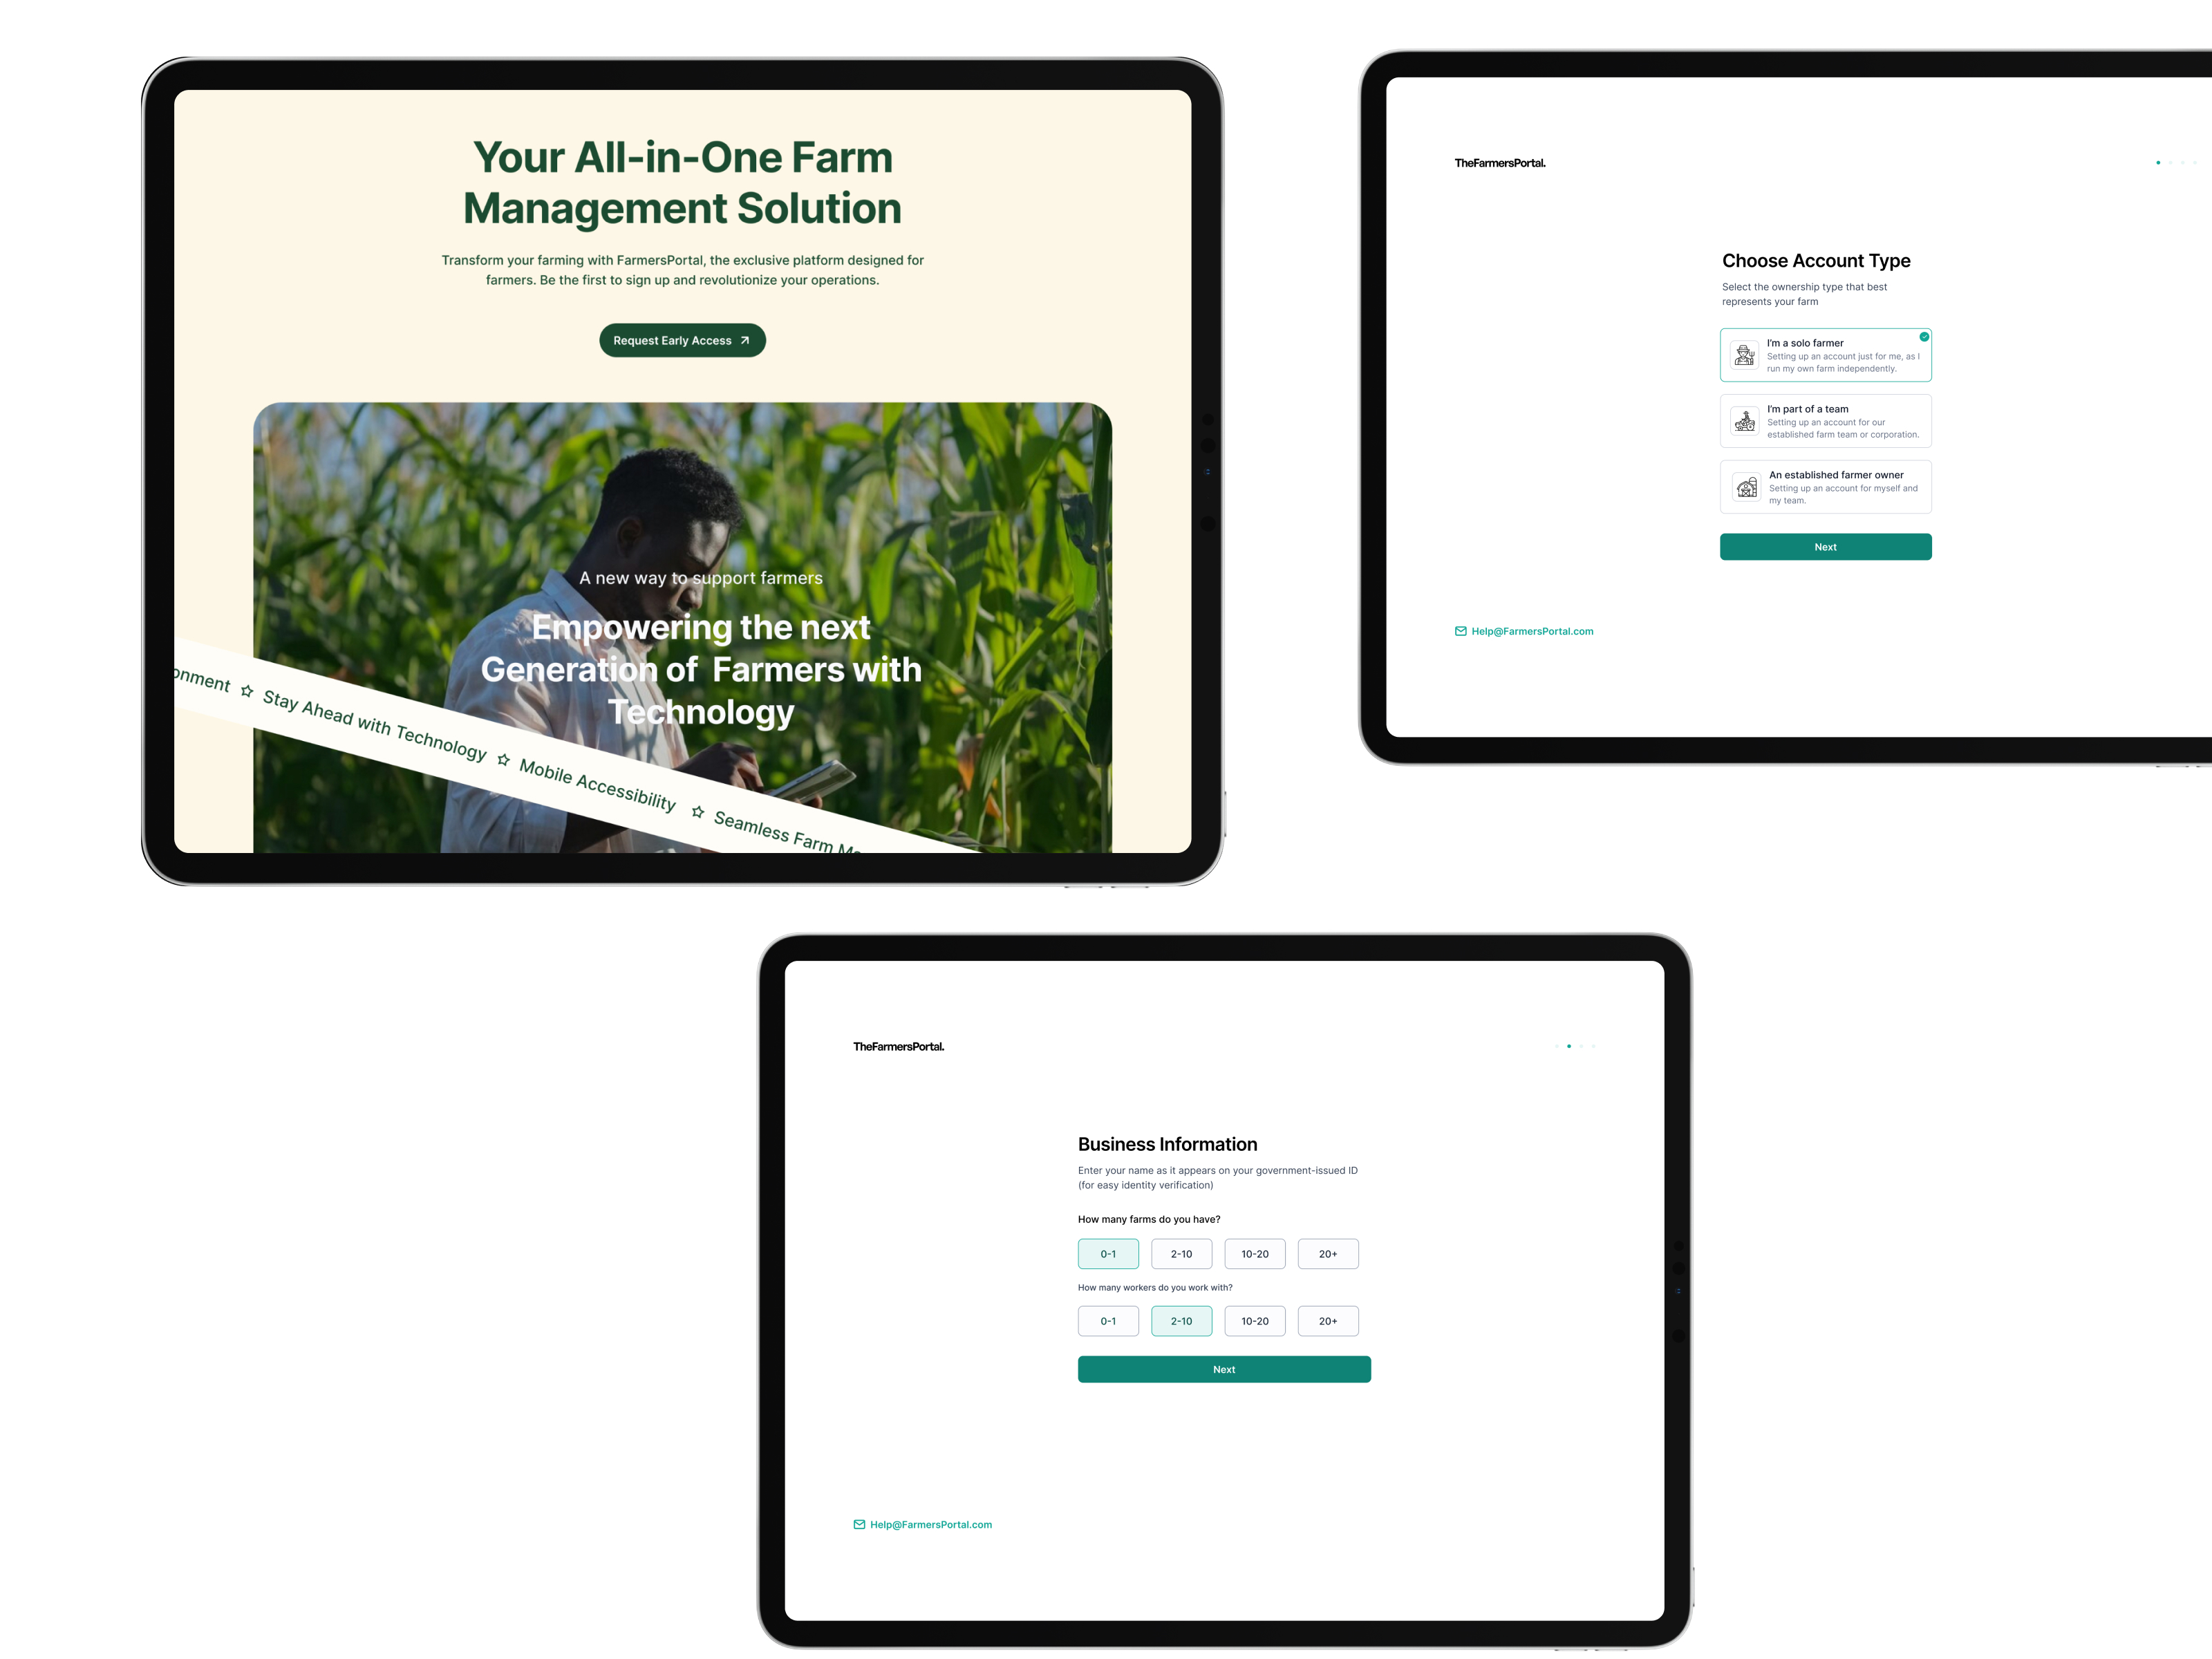 Your All-in-One Farm
Management Solution
Transform your farming with FarmersPortal, the exclusive platform designed for
farmers. Be the first to sign up and revolutionize your operations.
Request Early Access
A new way to support farmers
Empowering the next
Generation of Farmers with
Technology
onment ☆ Stay Ahead with Technology ☆ Mobile Accessibility ☆ Seamless Farm
TheFarmersPortal.
Choose Account Type
Select the ownership type that best
represents your farm
I'm a solo farmer
Setting up an account just for me, as I
run my own farm independently.
I'm part of a team
Setting up an account for our
established farm team or corporation.
An established farmer owner
Setting up an account for myself and
my team.
Next
Help@FarmersPortal.com
TheFarmersPortal.
Business Information
Enter your name as it appears on your government-issued ID
(for easy identity verification)
How many farms do you have?
0-1 2-10 10-20 20+
How many workers do you work with?
0-1 2-10 10-20 20+
Next
Help@FarmersPortal.com